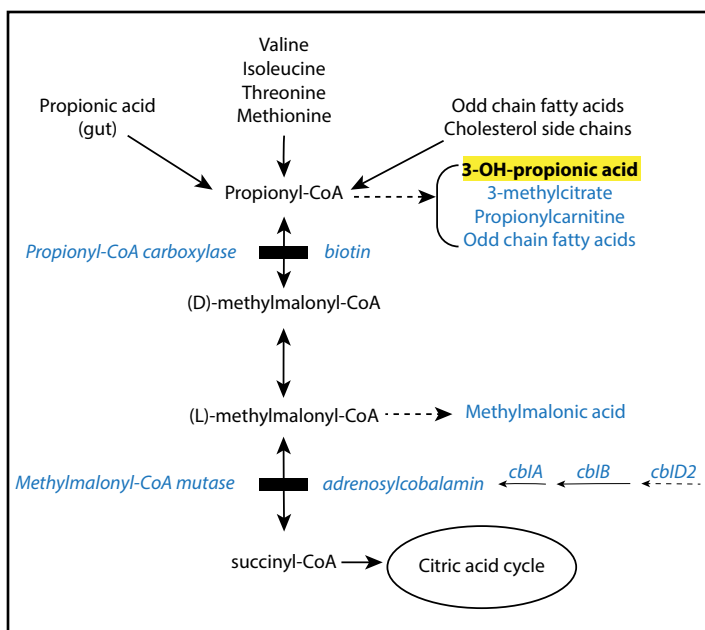 Valine
Isoleucine
Threonine
Methionine
Propionic acid
(gut)
Odd chain fatty acids
Cholesterol side chains
Propionyl-CoA
3-OH-propionic acid
3-methylcitrate
Propionylcarnitine
Odd chain fatty acids
Propionyl-CoA carboxylase
biotin
(D)-methylmalonyl-CoA
(L)-methylmalonyl-CoA
Methylmalonic acid
Methylmalonyl-CoA mutase
adrenosylcobalamin
cblA
cblB
cblD2
succinyl-CoA
Citric acid cycle